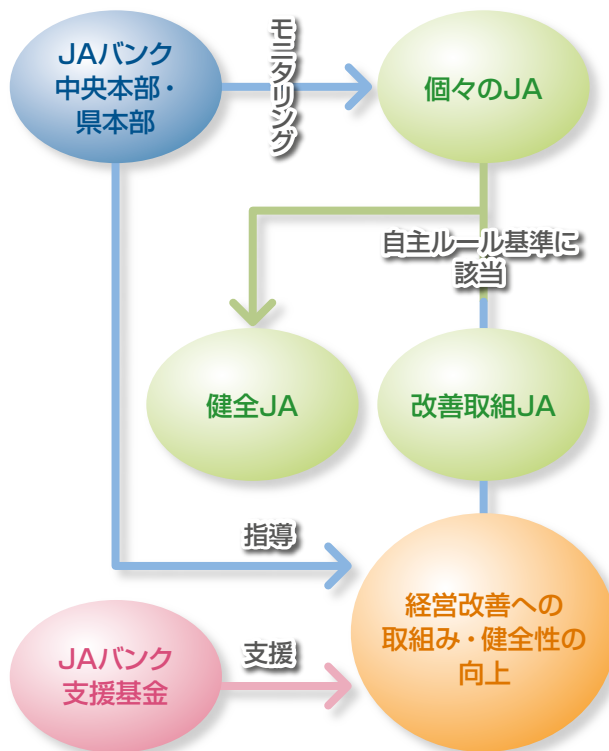 JAバンク
中央本部・
県本部
モニタリング
個々のJA
自主ルール基準に
該当
健全JA
改善取組JA
指導
経営改善への
取組み・健全性の
向上
JAバンク
支援基金
支援